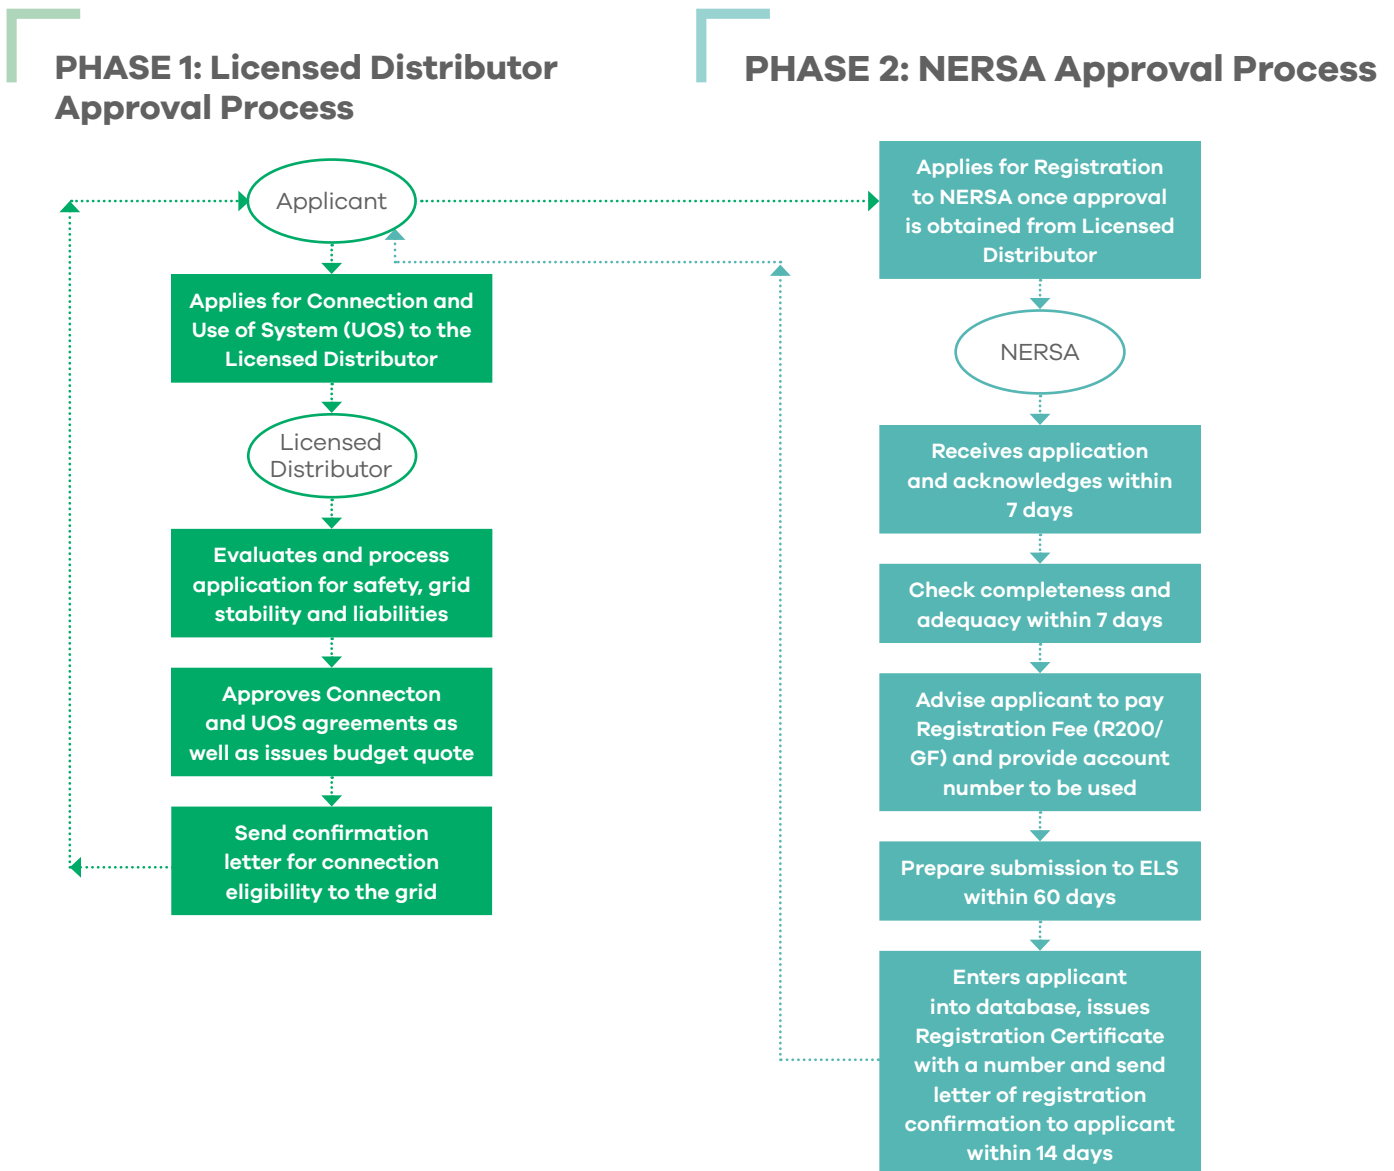 PHASE 1: Licensed Distributor
Approval Process
Applicant
Applies for Connection and
Use of System (UOS) to the
Licensed Distributor
Licensed
Distributor
Evaluates and process
application for safety, grid
stability and liabilities
Approves Connecton
and UOS agreements as
well as issues budget quote
Send confirmation
letter for connection
eligibility to the grid
PHASE 2: NERSA Approval Process
Applies for Registration
to NERSA once approval
is obtained from Licensed
Distributor
NERSA
Receives application
and acknowledges within
7 days
Check completeness and
adequacy within 7 days
Advise applicant to pay
Registration Fee (R200/
GF) and provide account
number to be used
Prepare submission to ELS
within 60 days
Enters applicant
into database, issues
Registration Certificate
with a number and send
letter of registration
confirmation to applicant
within 14 days